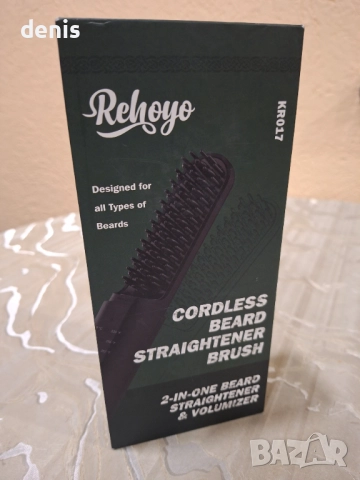 denis
Rehoyo
KR017
Designed for
all Types of
Beards
CORDLESS
BEARD
STRAIGHTENER
BRUSH
2-IN-ONE BEARD
STRAIGHTENER
& VOLUMIZER
BAZAR